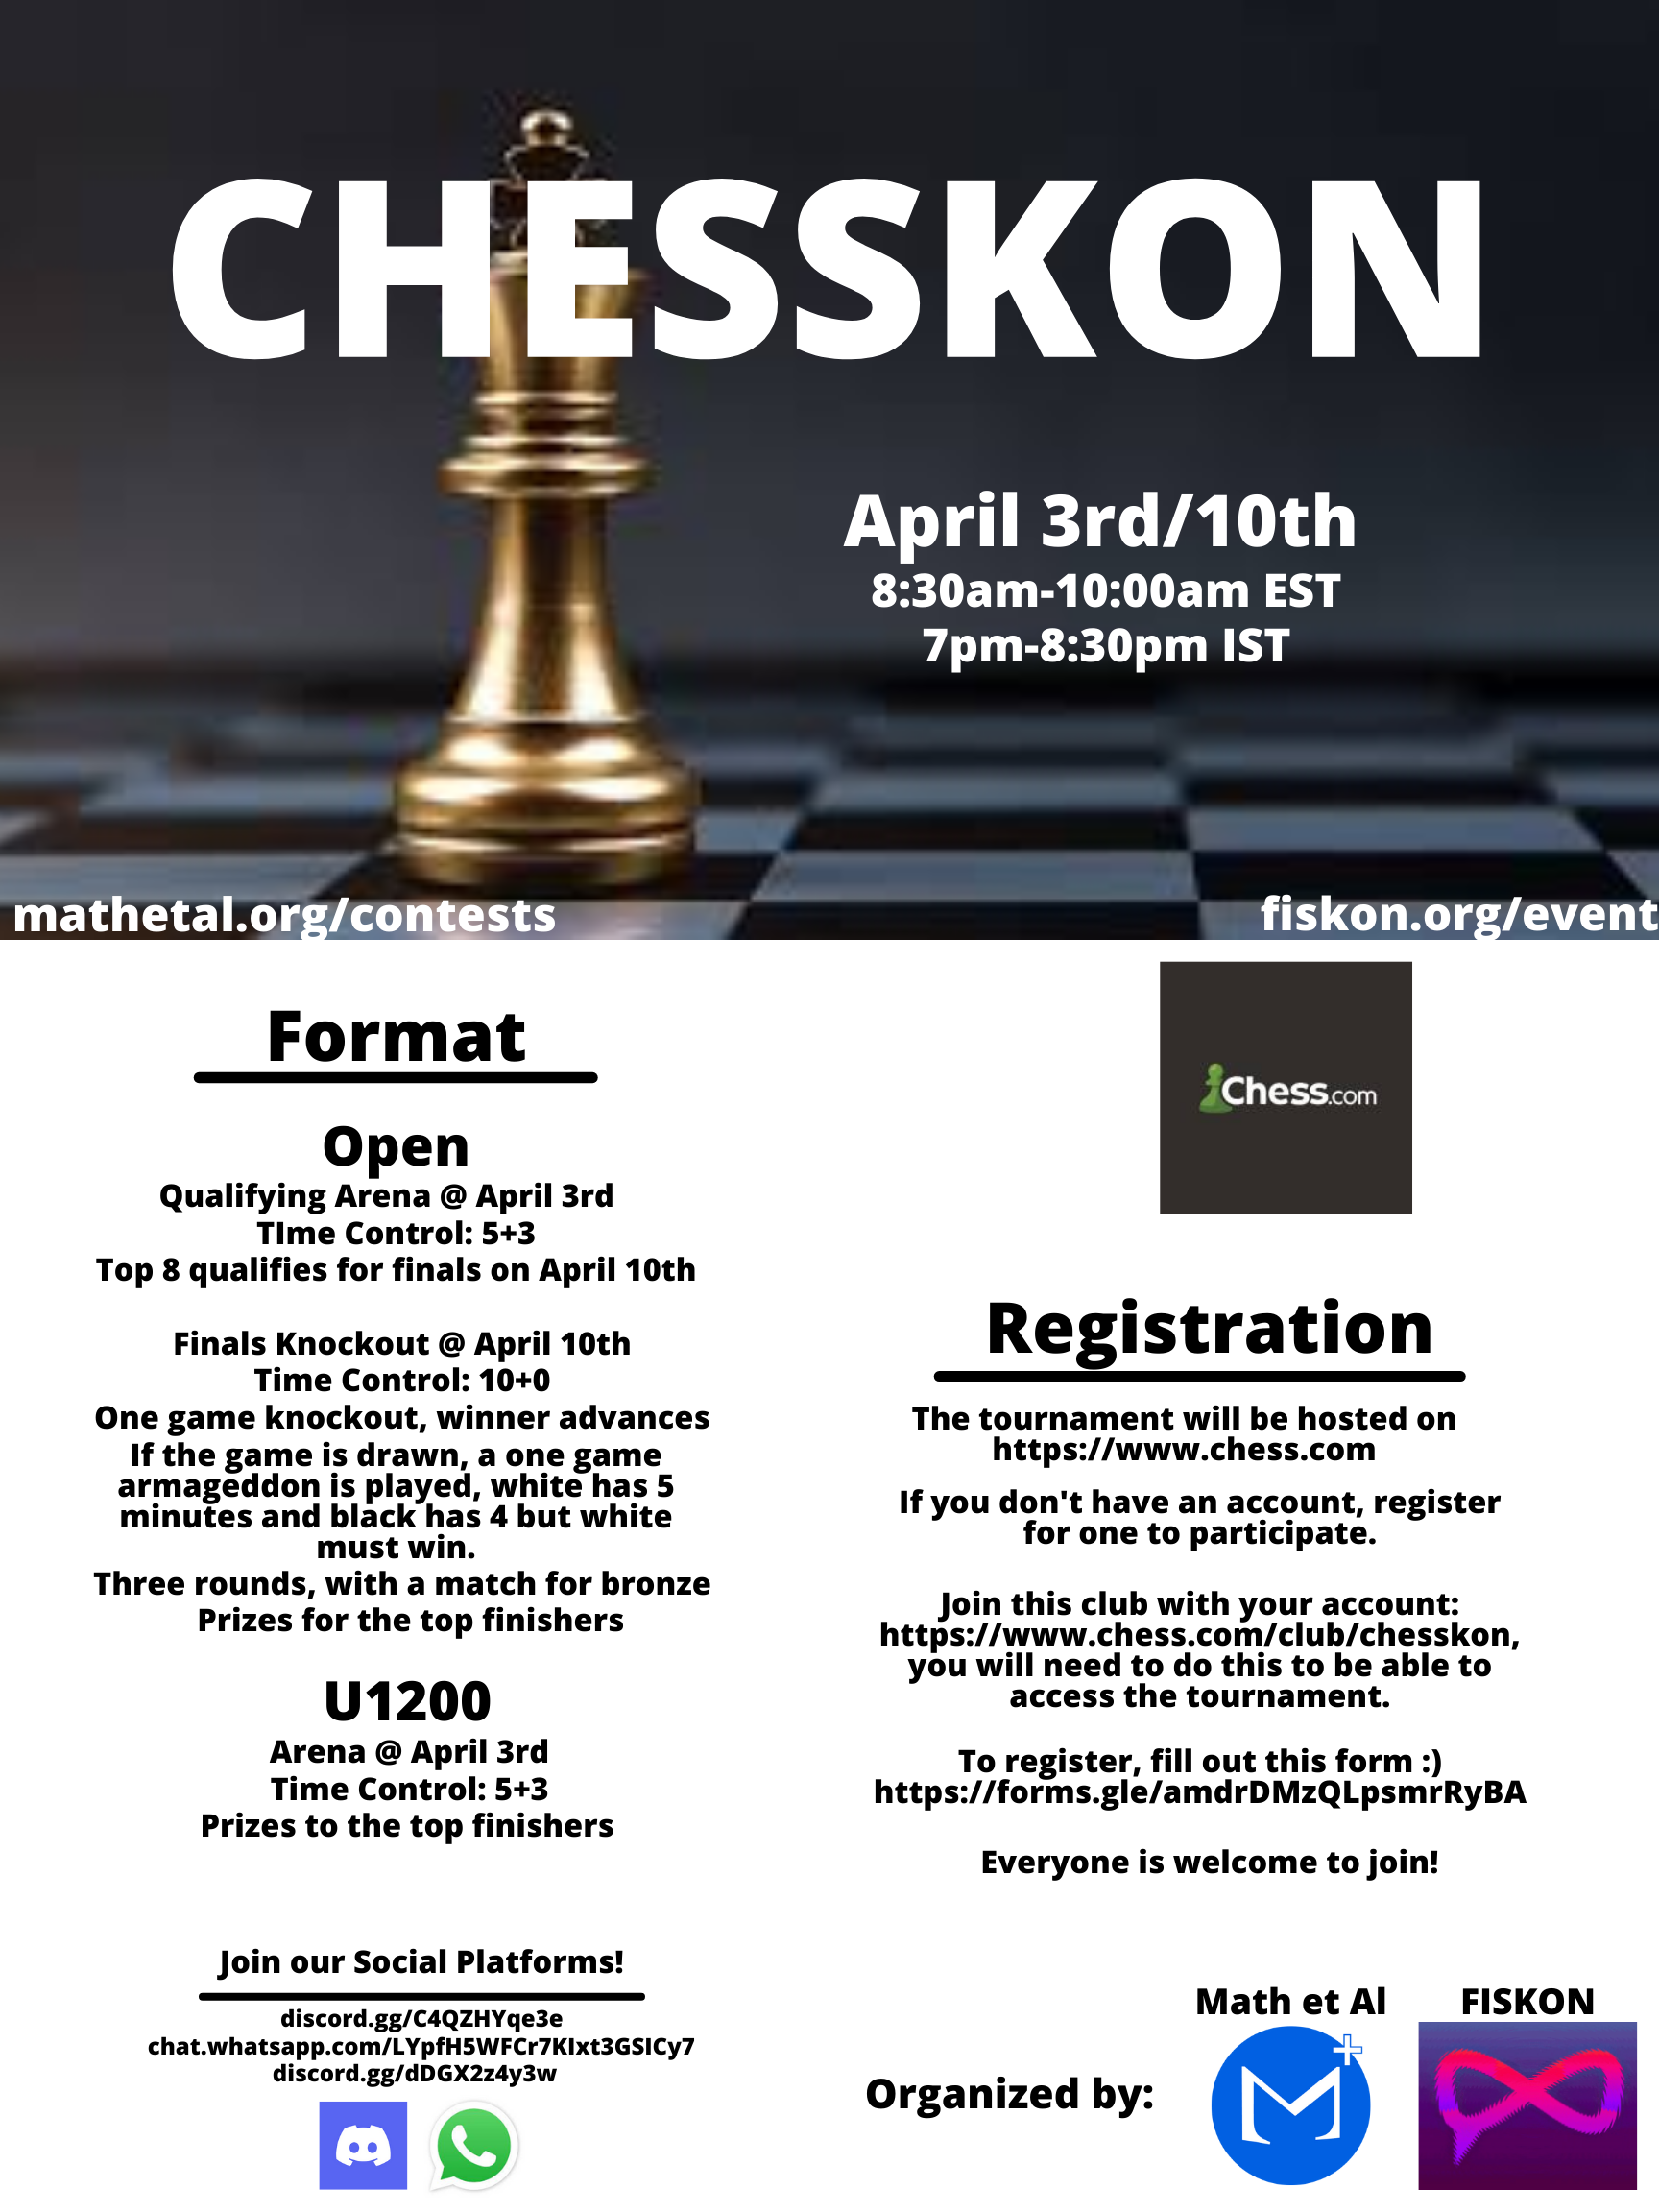 CHESSKON
April 3rd/10th
8:30am-10:00am EST
7pm-8:30pm IST
mathetal.org/contests
fiskon.org/event
Format
Open
Qualifying Arena @ April 3rd
TIme Control: 5+3
Top 8 qualifies for finals on April 10th
Finals Knockout @ April 10th
Time Control: 10+0
One game knockout, winner advances
If the game is drawn, a one game
armageddon is played, white has 5
minutes and black has 4 but white
must win.
Three rounds, with a match for bronze
Prizes for the top finishers
U1200
Arena @ April 3rd
Time Control: 5+3
Prizes to the top finishers
Join our Social Platforms!
discord.gg/C4QZHYqe3e
chat.whatsapp.com/LYpfH5WFCr7KIxt3GSICy7
discord.gg/dDGX2z4y3w
Chess.com
Registration
The tournament will be hosted on
https://www.chess.com
If you don't have an account, register
for one to participate.
Join this club with your account:
https://www.chess.com/club/chesskon,
you will need to do this to be able to
access the tournament.
To register, fill out this form :)
https://forms.gle/amdrDMzQLpsmrRyBA
Everyone is welcome to join!
Organized by:
Math et Al
FISKON